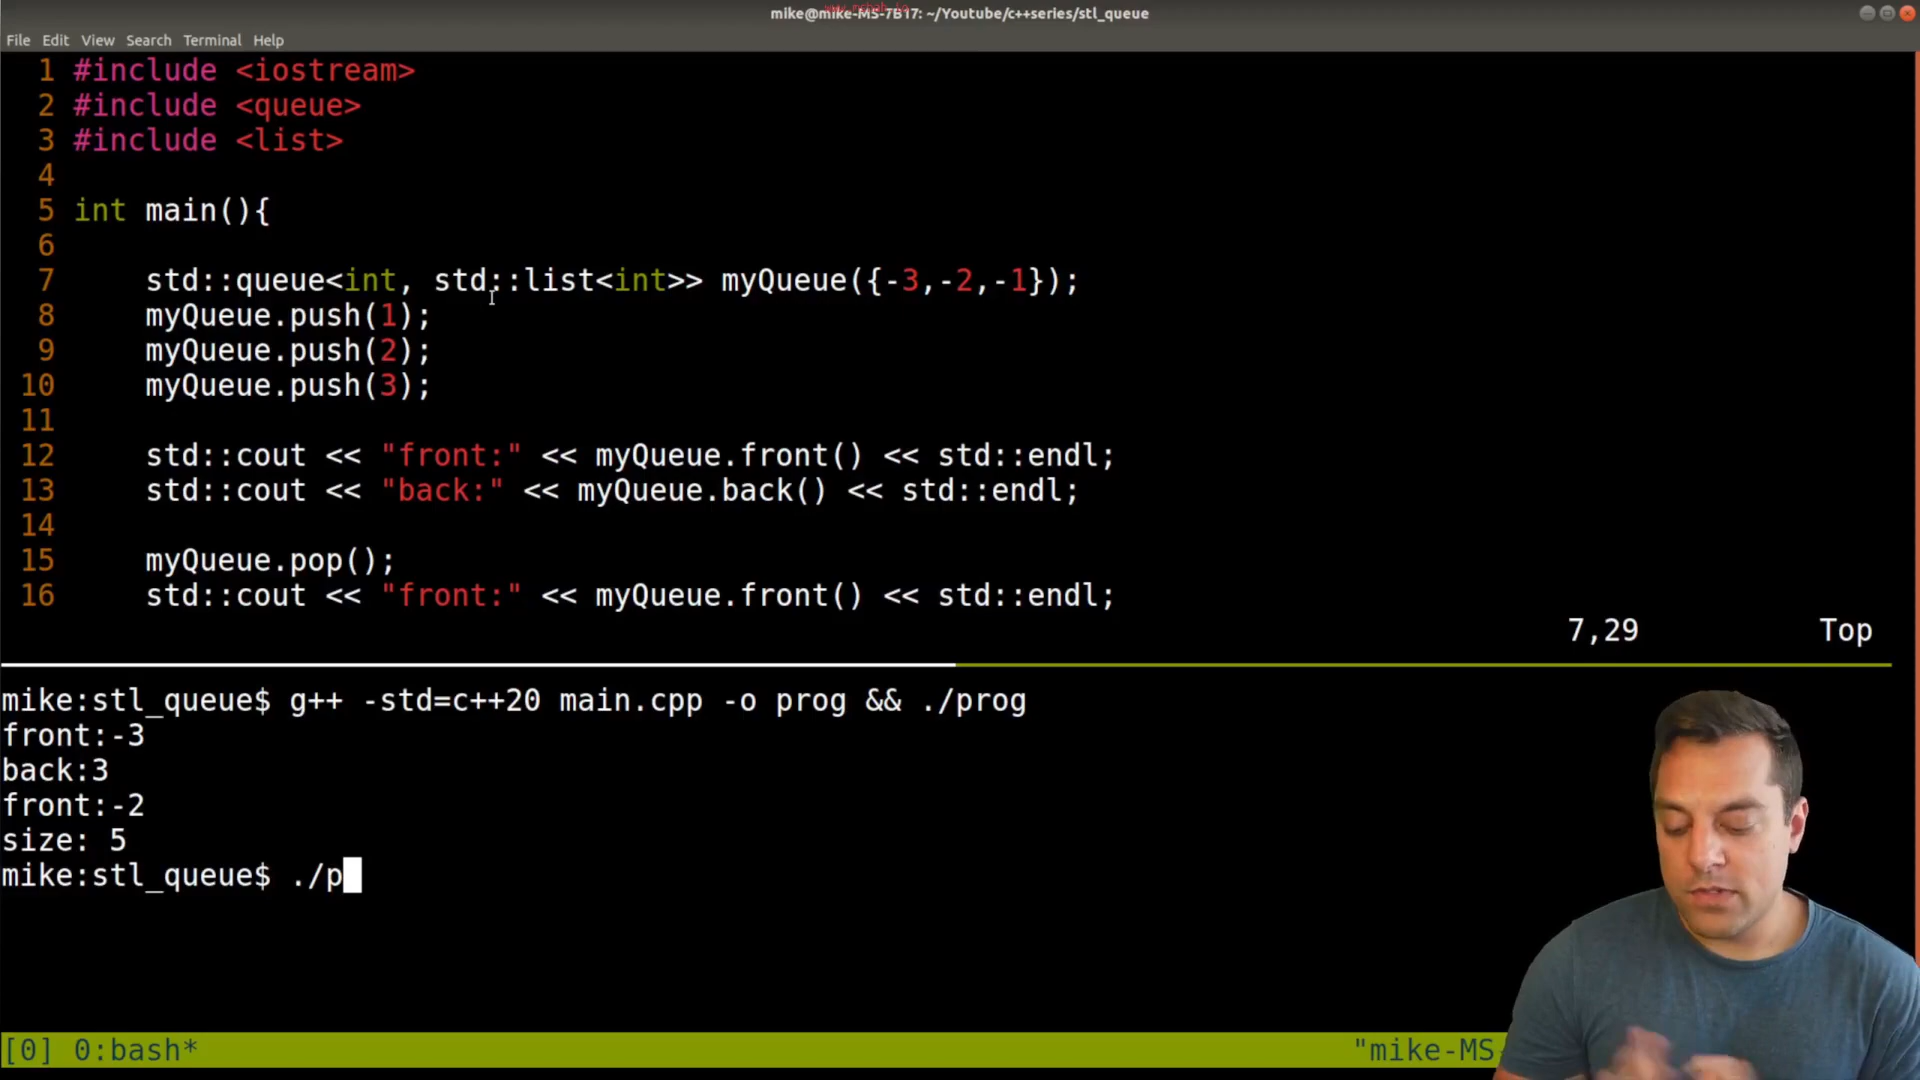 mike@mike-MS-7B17: ~/Youtube/c++series/stl_queue
File Edit View Search Terminal Help
1 #include <iostream>
2 #include <queue>
3 #include <list>
4
5 int main(){
6
7     std::queue<int, std::list<int>> myQueue({-3,-2,-1});
8     myQueue.push(1);
9     myQueue.push(2);
10     myQueue.push(3);
11
12     std::cout << "front:" << myQueue.front() << std::endl;
13     std::cout << "back:" << myQueue.back() << std::endl;
14
15     myQueue.pop();
16     std::cout << "front:" << myQueue.front() << std::endl;
7,29 Top
mike:stl_queue$ g++ -std=c++20 main.cpp -o prog && ./prog
front:-3
back:3
front:-2
size: 5
mike:stl_queue$ ./p
[0] 0:bash* "mike-MS-